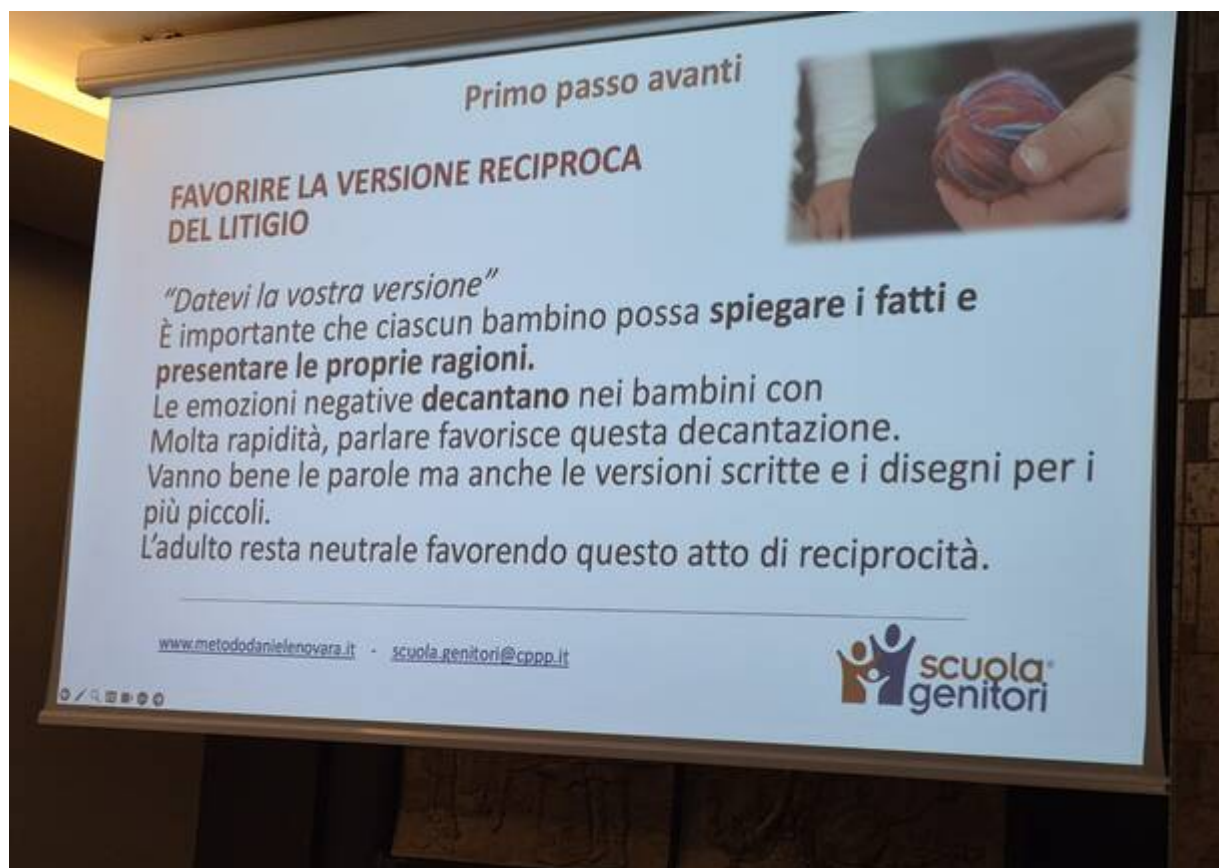 Primo passo avanti
FAVORIRE LA VERSIONE RECIPROCA
DEL LITIGIO
“Datevi la vostra versione”
È importante che ciascun bambino possa spiegare i fatti e
presentare le proprie ragioni.
Le emozioni negative decantano nei bambini con
Molta rapidità, parlare favorisce questa decantazione.
Vanno bene le parole ma anche le versioni scritte e i disegni per i
più piccoli.
L’adulto resta neutrale favorendo questo atto di reciprocità.
www.metododanielenovara.it - scuola.genitori@cppp.it
scuola®
genitori